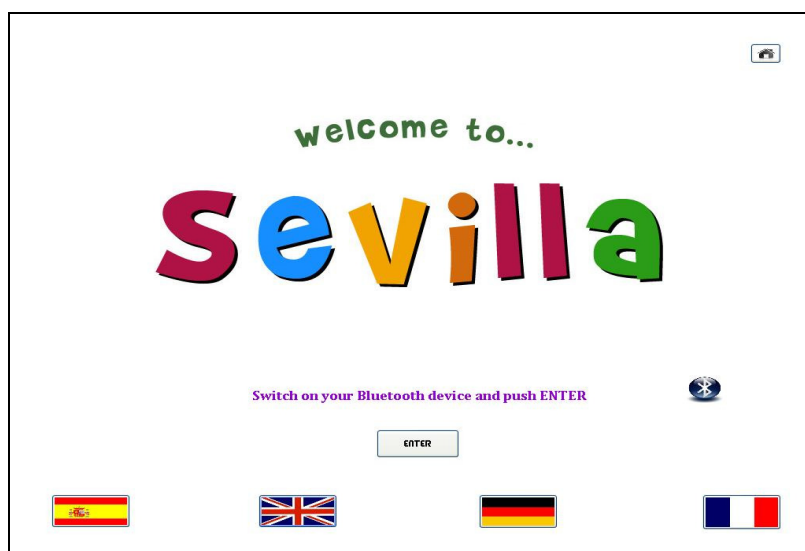 welcome to...
Sevilla
Switch on your Bluetooth device and push ENTER
ENTER